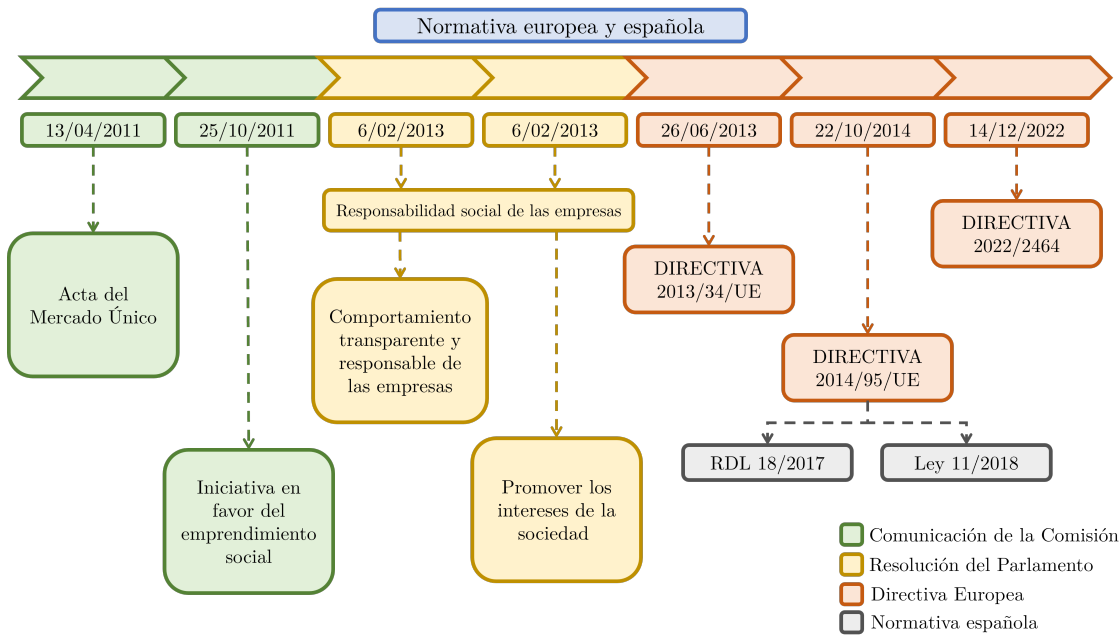 Normativa europea y española
13/04/2011
25/10/2011
6/02/2013
6/02/2013
26/06/2013
22/10/2014
14/12/2022
Responsabilidad social de las empresas
Acta del
Mercado Único
Iniciativa en
favor del
emprendimiento
social
Comportamiento
transparente y
responsable de
las empresas
Promover los
intereses de la
sociedad
DIRECTIVA
2013/34/UE
DIRECTIVA
2014/95/UE
DIRECTIVA
2022/2464
RDL 18/2017
Ley 11/2018
Comunicación de la Comisión
Resolución del Parlamento
Directiva Europea
Normativa española